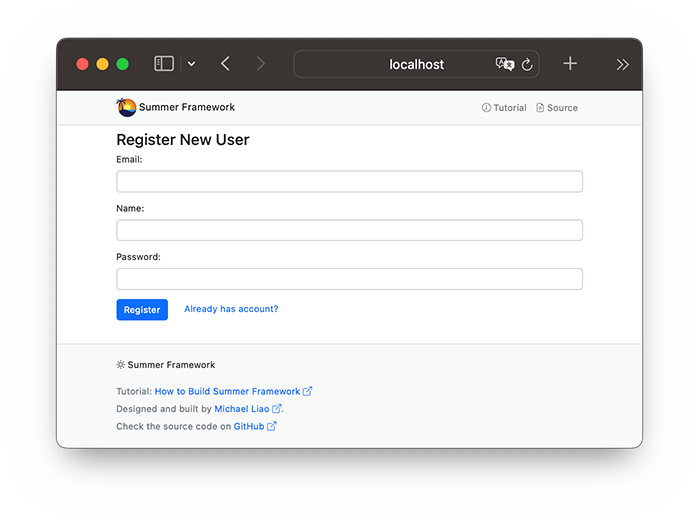 localhost
Summer Framework
Tutorial
Source
Register New User
Email:
Name:
Password:
Register
Already has account?
Summer Framework
Tutorial: How to Build Summer Framework
Designed and built by Michael Liao.
Check the source code on GitHub